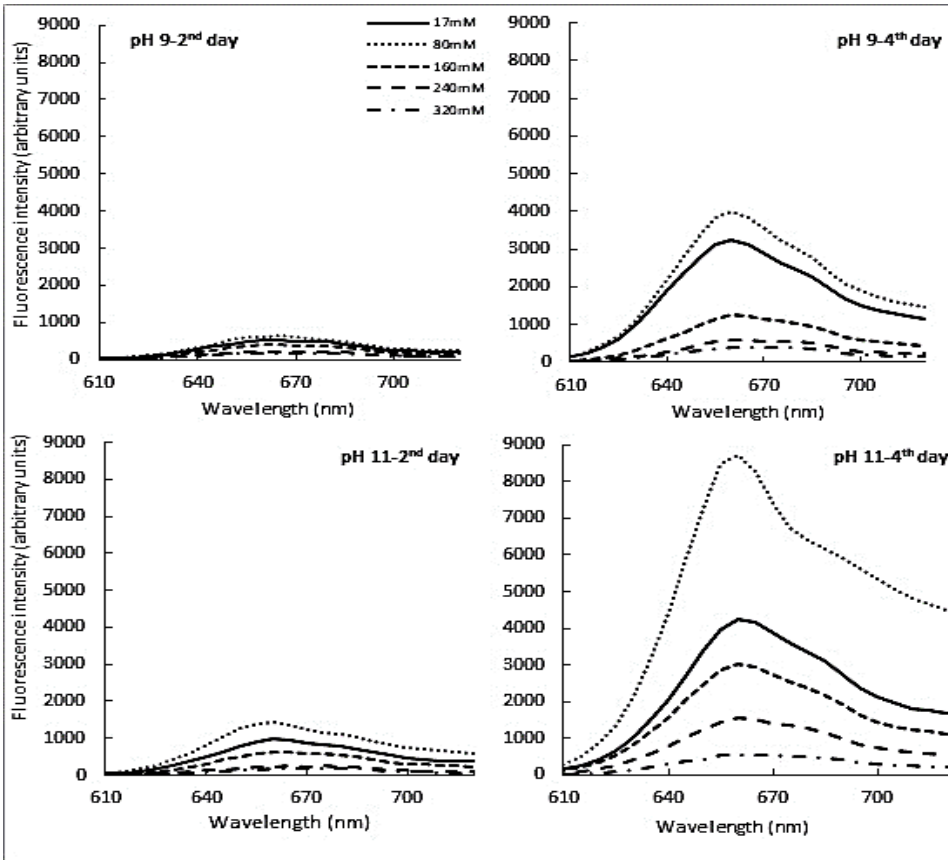 Fluorescence intensity (arbitrary units)
9000
8000
7000
6000
5000
4000
3000
2000
1000
0
pH 9-2nd day
17mM
80mM
160mM
240mM
320mM
610 640 670 700
Wavelength (nm)
9000
8000
7000
6000
5000
4000
3000
2000
1000
0
pH 9-4th day
610 640 670 700
Wavelength (nm)
Fluorescence intensity (arbitrary units)
9000
8000
7000
6000
5000
4000
3000
2000
1000
0
pH 11-2nd day
610 640 670 700
Wavelength (nm)
9000
8000
7000
6000
5000
4000
3000
2000
1000
0
pH 11-4th day
610 640 670 700
Wavelength (nm)